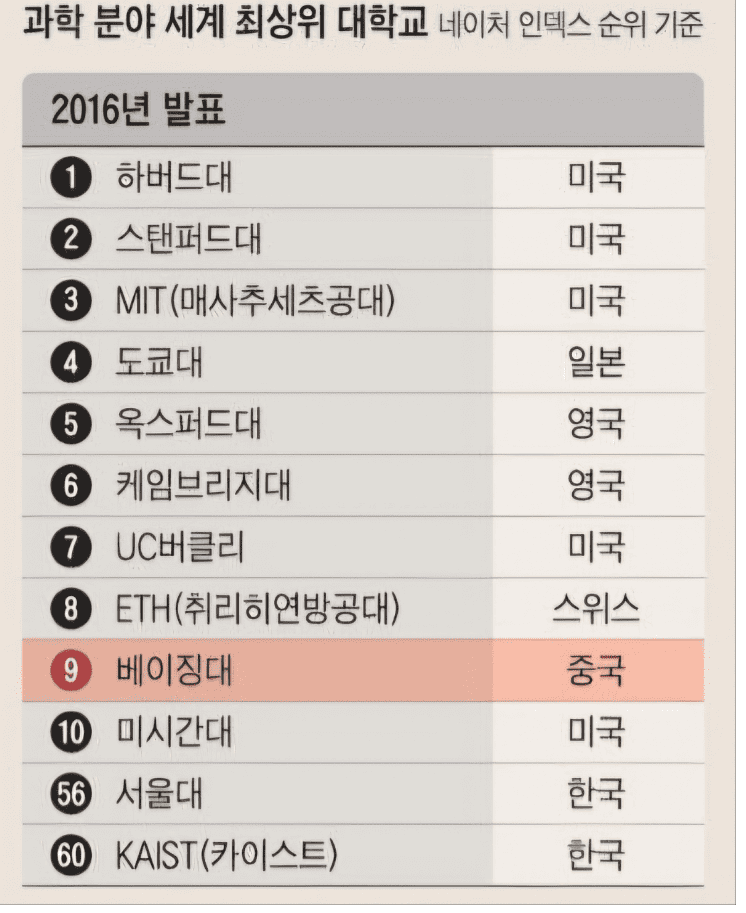 과학 분야 세계 최상위 대학교 네이처 인덱스 순위 기준
2016년 발표
1 하버드대 미국
2 스탠퍼드대 미국
3 MIT(매사추세츠공대) 미국
4 도쿄대 일본
5 옥스퍼드대 영국
6 케임브리지대 영국
7 UC버클리 미국
8 ETH(취리히연방공대) 스위스
9 베이징대 중국
10 미시간대 미국
56 서울대 한국
60 KAIST(카이스트) 한국